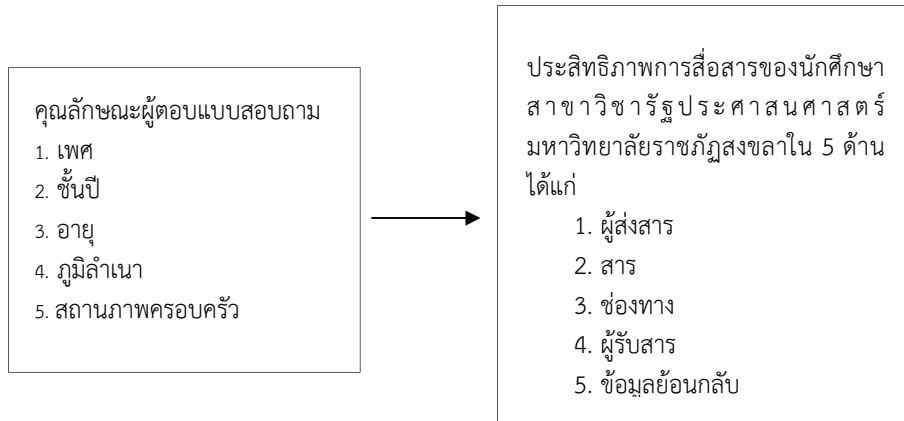 คุณลักษณะผู้ตอบแบบสอบถาม
1. เพศ
2. ชั้นปี
3. อายุ
4. ภูมิลำเนา
5. สถานภาพครอบครัว
ประสิทธิภาพการสื่อสารของนักศึกษา
สาขาวิชารัฐประศาสนศาสตร์
มหาวิทยาลัยราชภัฏสงขลาใน 5 ด้าน
ได้แก่
1. ผู้ส่งสาร
2. สาร
3. ช่องทาง
4. ผู้รับสาร
5. ข้อมูลย้อนกลับ